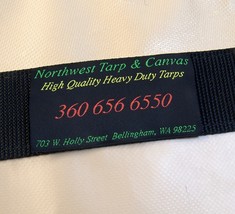 Northwest Tarp & Canvas
High Quality Heavy Duty Tarps
360 656 6550
703 W. Holly Street Bellingham, WA 98225